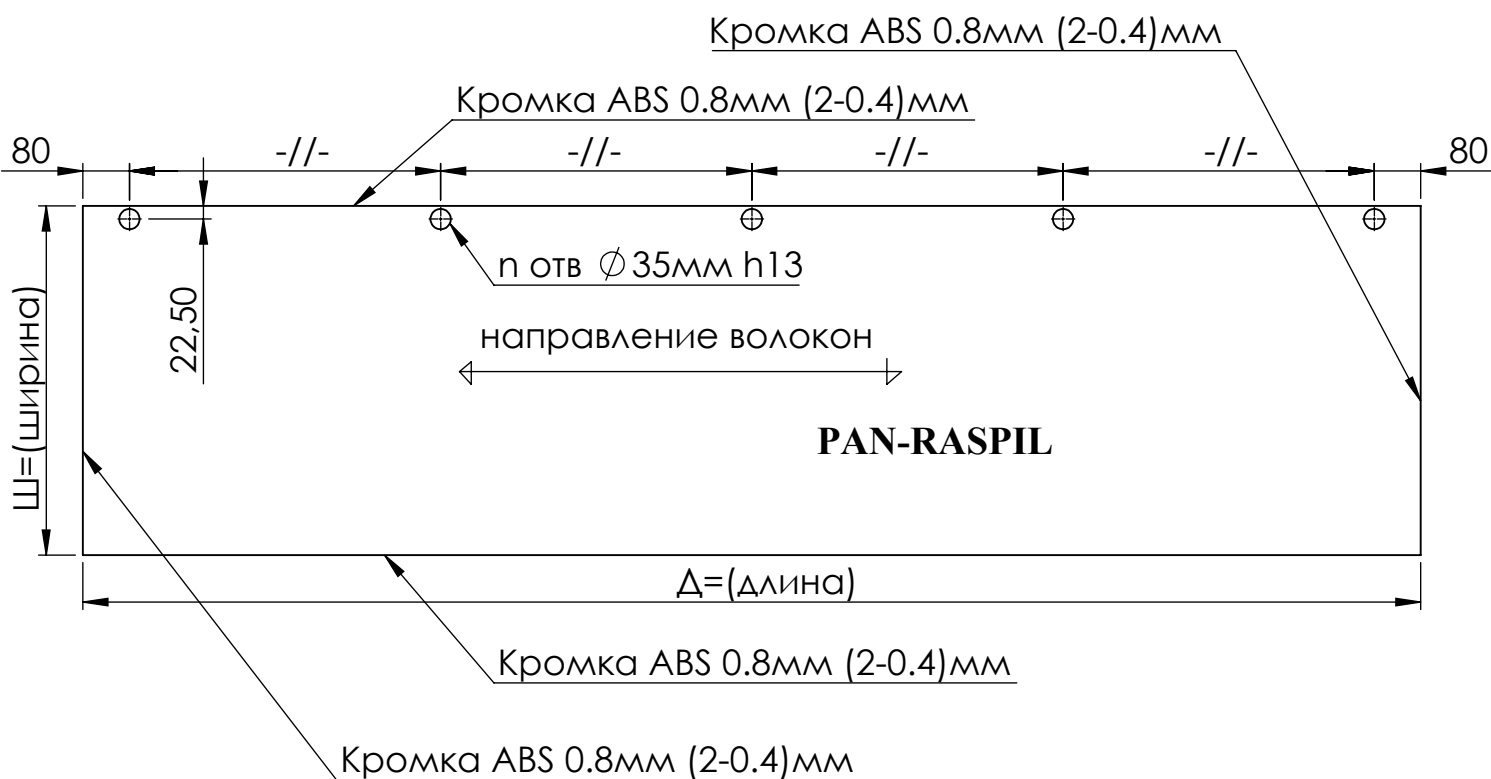 Кромка ABS 0.8мм (2-0.4)мм
Кромка ABS 0.8мм (2-0.4)мм
80 -//- -//- -//- -//- 80
n отв ∅35мм h13
22,50
направление волокон
Ш=(ширина)
PAN-RASPIL
Д=(длина)
Кромка ABS 0.8мм (2-0.4)мм
Кромка ABS 0.8мм (2-0.4)мм